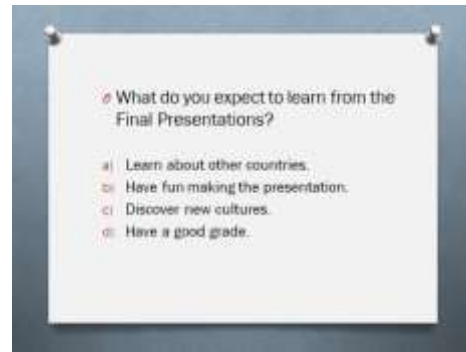 What do you expect to learn from the
Final Presentations?
a) Learn about other countries.
b) Have fun making the presentation.
c) Discover new cultures.
d) Have a good grade.